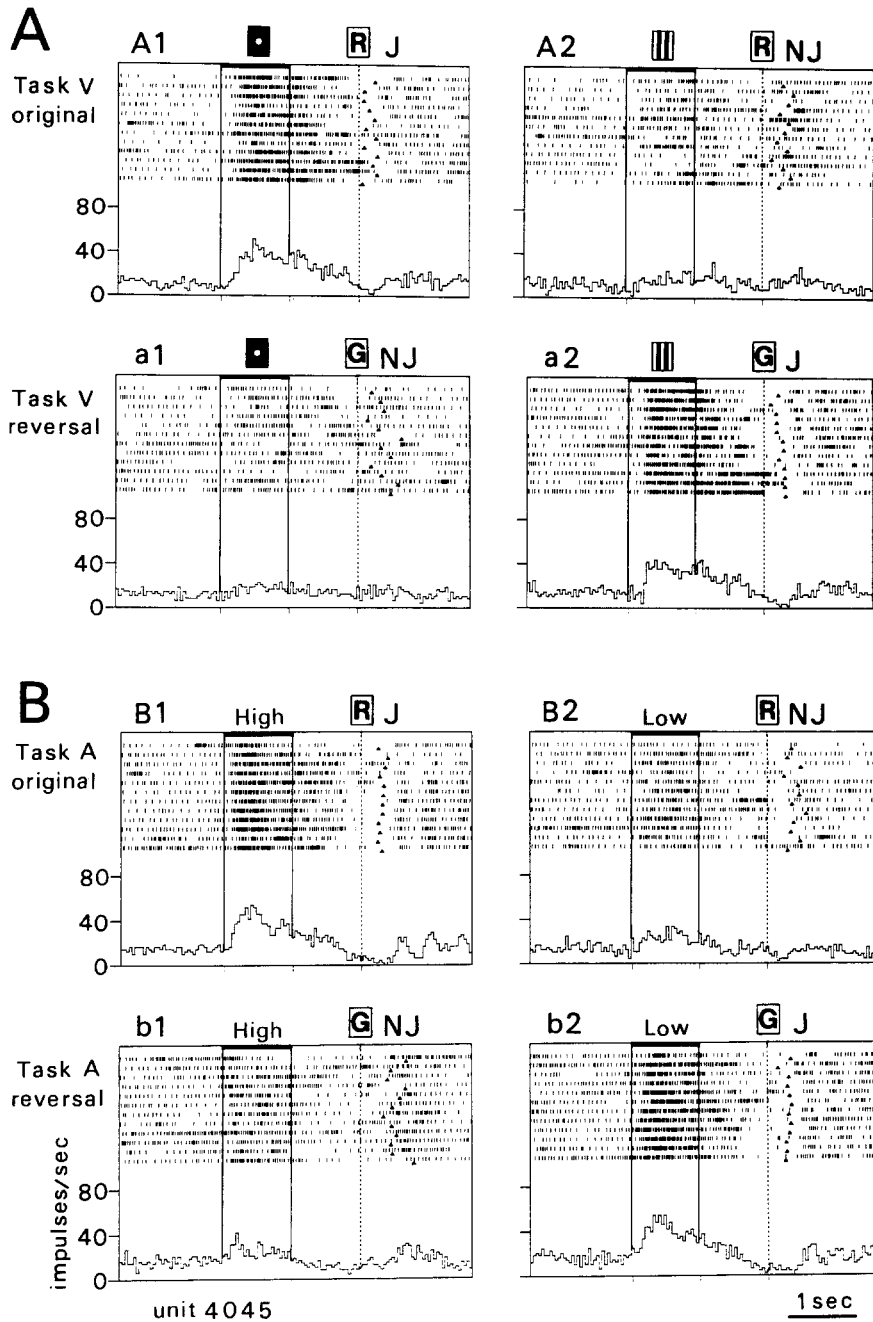 A
A1 R J
A2 R NJ
Task V
original
80
40
0
a1 G NJ
a2 G J
Task V
reversal
80
40
0
B
B1 High R J
B2 Low R NJ
Task A
original
80
40
0
b1 High G NJ
b2 Low G J
Task A
reversal
impulses/sec
80
40
0
unit 4045
1 sec